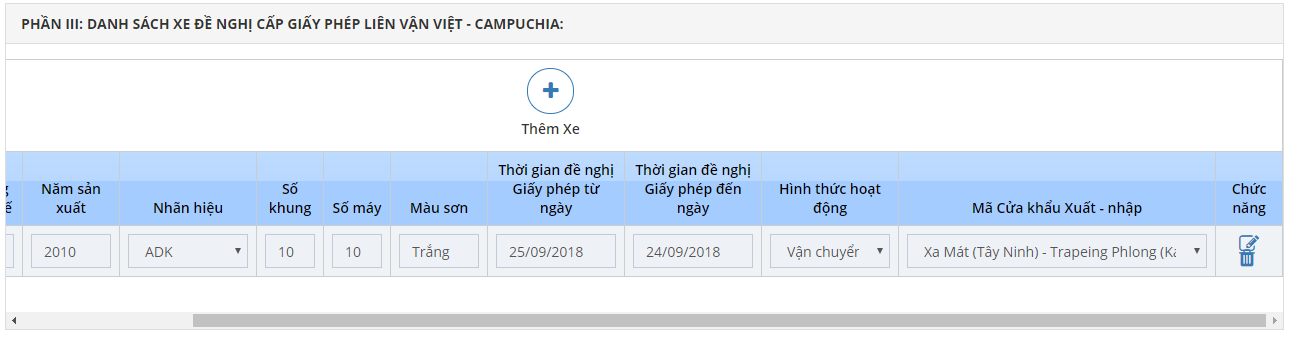 PHẦN III: DANH SÁCH XE ĐỀ NGHỊ CẤP GIẤY PHÉP LIÊN VẬN VIỆT - CAMPUCHIA:
Thêm Xe
Năm sản
xuất
Nhãn hiệu
Số
khung
Số máy
Màu sơn
Thời gian đề nghị
Giấy phép từ
ngày
Thời gian đề nghị
Giấy phép đến
ngày
Hình thức hoạt
động
Mã Cửa khẩu Xuất - nhập
Chức
năng
2010
ADK
10
10
Trắng
25/09/2018
24/09/2018
Vận chuyể
Xa Mát (Tây Ninh) - Trapeing Phlong (Ka